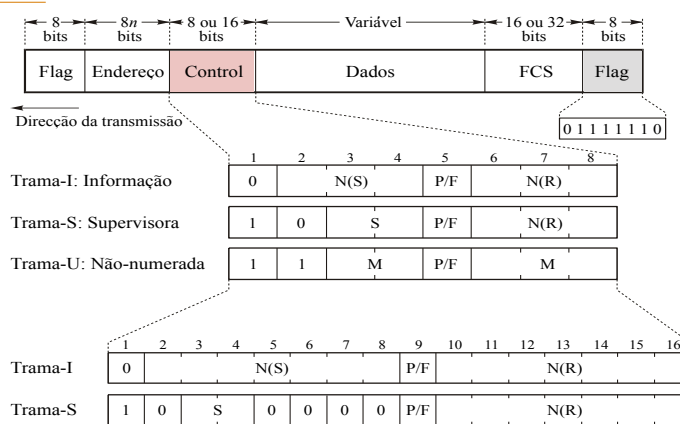 8 bits 8n bits 8 ou 16 bits Variável 16 ou 32 bits 8 bits
Flag Endereço Control Dados FCS Flag
Direcção da transmissão
0 1 1 1 1 1 1 0
1 2 3 4 5 6 7 8
Trama-I: Informação 0 N(S) P/F N(R)
Trama-S: Supervisora 1 0 S P/F N(R)
Trama-U: Não-numerada 1 1 M P/F M
1 2 3 4 5 6 7 8 9 10 11 12 13 14 15 16
Trama-I 0 N(S) P/F N(R)
Trama-S 1 0 S 0 0 0 0 P/F N(R)